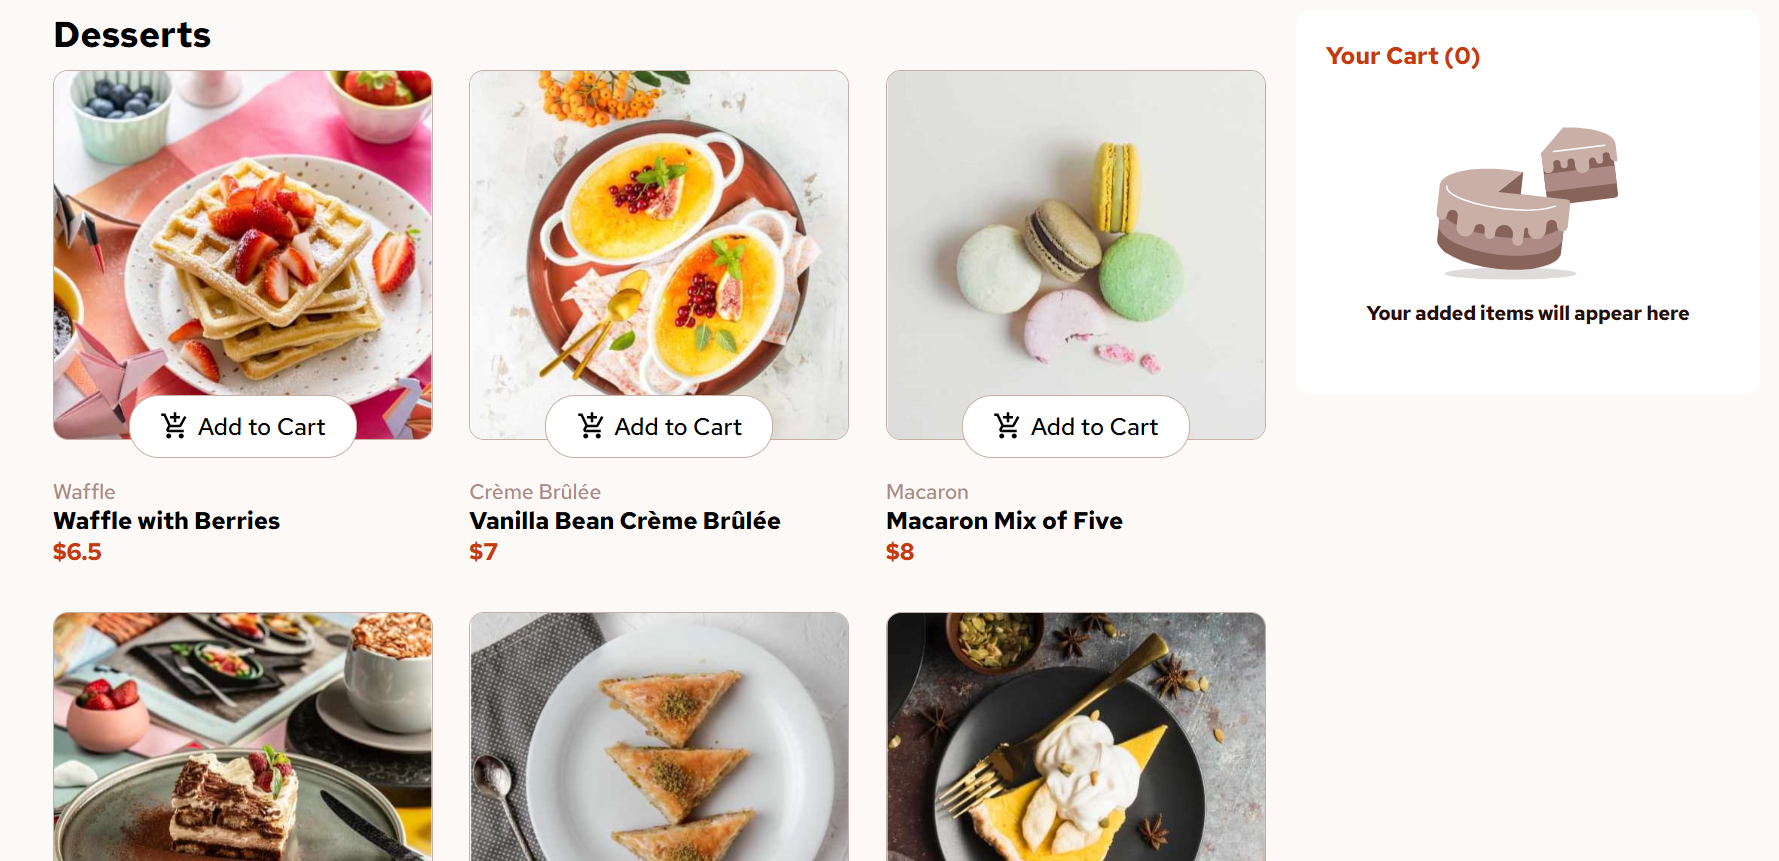 Desserts
Add to Cart
Waffle
Waffle with Berries
$6.5
Add to Cart
Crème Brûlée
Vanilla Bean Crème Brûlée
$7
Add to Cart
Macaron
Macaron Mix of Five
$8
Your Cart (0)
Your added items will appear here